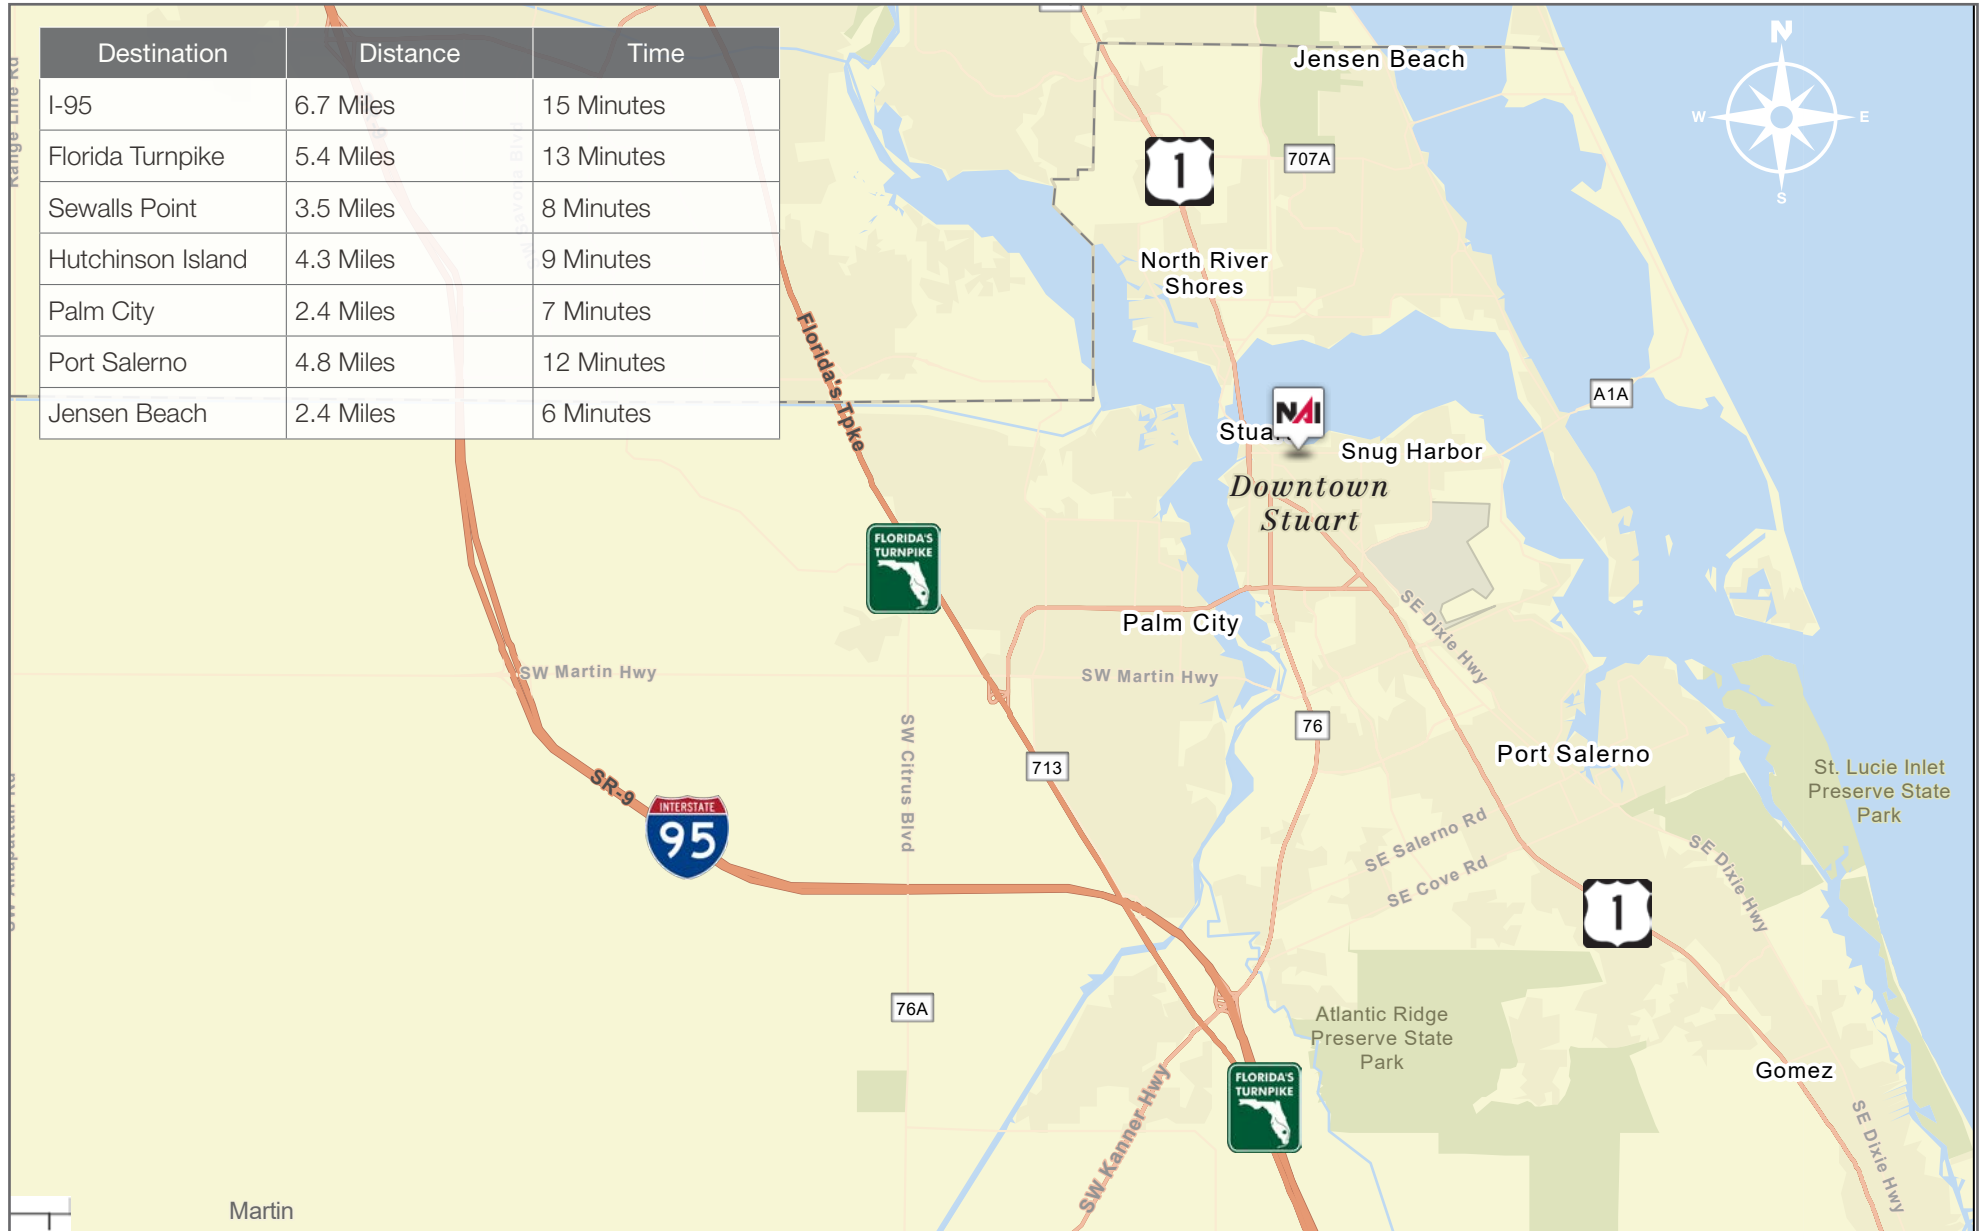 Destination Distance Time
I-95 6.7 Miles 15 Minutes
Florida Turnpike 5.4 Miles 13 Minutes
Sewalls Point 3.5 Miles 8 Minutes
Hutchinson Island 4.3 Miles 9 Minutes
Palm City 2.4 Miles 7 Minutes
Port Salerno 4.8 Miles 12 Minutes
Jensen Beach 2.4 Miles 6 Minutes
Range Line Rd
Savona Blvd
Jensen Beach
N
W E
S
1
707A
North River
Shores
Florida's Tpke
A1A
NAI
Snug Harbor
Downtown
Stuart
FLORIDA'S
TURNPIKE
SE Dixie Hwy
Palm City
SW Martin Hwy
SW Martin Hwy
76
SW Citrus Blvd
713
Port Salerno
St. Lucie Inlet
Preserve State
Park
SR-9
INTERSTATE
95
SE Salerno Rd
SE Cove Rd
SE Dixie Hwy
1
76A
Atlantic Ridge
Preserve State
Park
Gomez
FLORIDA'S
TURNPIKE
SW Kanner Hwy
SE Dixie Hwy
Martin